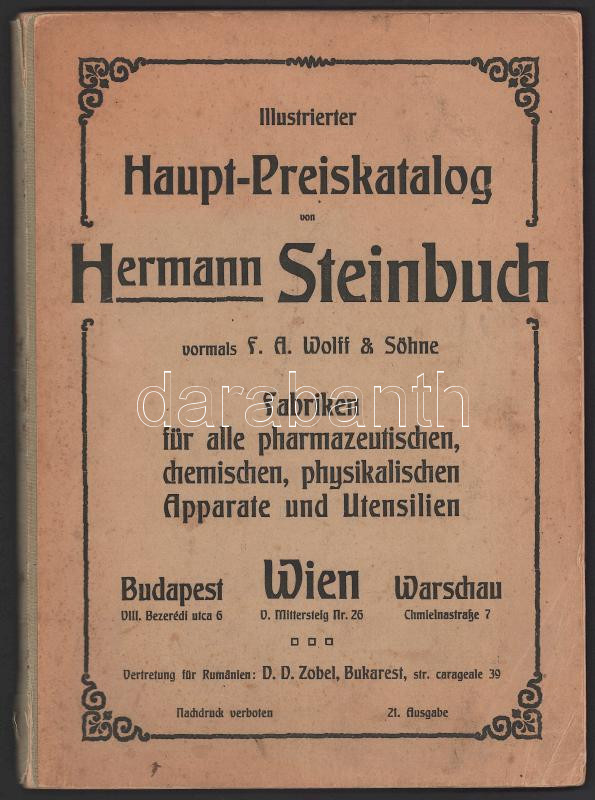 Illustrierter
Haupt-Preiskatalog
von
Hermann Steinbuch
vormals F. A. Wolff & Söhne
darabanth
Fabriken
für alle pharmazeutischen,
chemischen, physikalischen
Apparate und Utensilien
Budapest Wien Warschau
VIII. Bezerédi utca 6 V. Mittersteig Nr. 26 Chmielnastraße 7
Vertretung für Rumänien: D. D. Zobel, Bukarest, str. carageale 39
Nachdruck verboten 21. Ausgabe